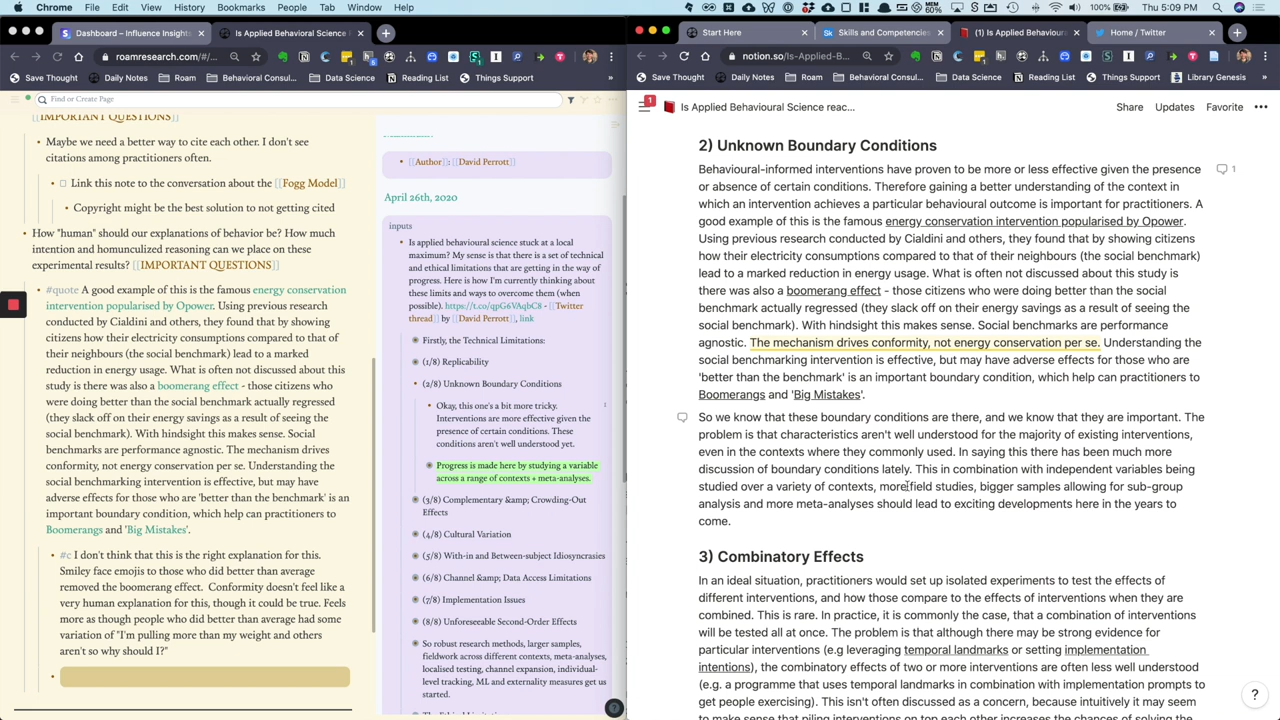 Chrome File Edit View History Bookmarks People Tab Window Help
MEM 60% 100% Thu 5:09 PM
Dashboard – Influence Insights
Is Applied Behavioural Science
roamresearch.com/#/...
Save Thought Daily Roam Behavioral Consul... Data Science Reading List Things Support »
Find or Create Page
[[IMPORTANT QUESTIONS]]
Maybe we need a better way to cite each other. I don't see
citations among practitioners often.
Link this note to the conversation about the [[Fogg Model]]
Copyright might be the best solution to not getting cited
How "human" should our explanations of behavior be? How much
intention and homunculized reasoning can we place on these
experimental results? [[IMPORTANT QUESTIONS]]
#quote A good example of this is the famous energy conservation
intervention popularised by Opower. Using previous research
conducted by Cialdini and others, they found that by showing
citizens how their electricity consumptions compared to that of
their neighbours (the social benchmark) lead to a marked
reduction in energy usage. What is often not discussed about this
study is there was also a boomerang effect - those citizens who
were doing better than the social benchmark actually regressed
(they slack off on their energy savings as a result of seeing the
social benchmark). With hindsight this makes sense. Social
benchmarks are performance agnostic. The mechanism drives
conformity, not energy conservation per se. Understanding the
social benchmarking intervention is effective, but may have
adverse effects for those who are 'better than the benchmark' is an
important boundary condition, which help can practitioners to
Boomerangs and 'Big Mistakes'.
#c I don't think that this is the right explanation for this.
Smiley face emojis to those who did better than average
removed the boomerang effect. Conformity doesn't feel like a
very human explanation for this, though it could be true. Feels
more as though people who did better than average had some
variation of "I'm pulling more than my weight and others
aren't so why should I?"
[[Author]]: [[David Perrott]]
April 26th, 2020
inputs
Is applied behavioural science stuck at a local
maximum? My sense is that there is a set of technical
and ethical limitations that are getting in the way of
progress. Here is how I'm currently thinking about
these limits and ways to overcome them (when
possible). https://t.co/qpG6VAqbC8 - [[Twitter
thread]] by [[David Perrott]], link
Firstly, the Technical Limitations:
(1/8) Replicability
(2/8) Unknown Boundary Conditions
Okay, this one's a bit more tricky.
Interventions are more effective given the
presence of certain conditions. These
conditions aren't well understood yet.
Progress is made here by studying a variable
across a range of contexts + meta-analyses.
(3/8) Complementary &amp; Crowding-Out
Effects
(4/8) Cultural Variation
(5/8) With-in and Between-subject Idiosyncrasies
(6/8) Channel &amp; Data Access Limitations
(7/8) Implementation Issues
(8/8) Unforeseeable Second-Order Effects
So robust research methods, larger samples,
fieldwork across different contexts, meta-analyses,
localised testing, channel expansion, individual-
level tracking, ML and externality measures get us
started.
Start Here
Skills and Competencies
(1) Is Applied Behavioura
Home / Twitter
notion.so/Is-Applied-B...
Save Thought Daily Roam Behavioral Consul... Data Science Reading List Things Support Library Genesis »
1
Is Applied Behavioural Science reac...
Share Updates Favorite
2) Unknown Boundary Conditions
Behavioural-informed interventions have proven to be more or less effective given the presence
or absence of certain conditions. Therefore gaining a better understanding of the context in
which an intervention achieves a particular behavioural outcome is important for practitioners. A
good example of this is the famous energy conservation intervention popularised by Opower.
Using previous research conducted by Cialdini and others, they found that by showing citizens
how their electricity consumptions compared to that of their neighbours (the social benchmark)
lead to a marked reduction in energy usage. What is often not discussed about this study is
there was also a boomerang effect - those citizens who were doing better than the social
benchmark actually regressed (they slack off on their energy savings as a result of seeing the
social benchmark). With hindsight this makes sense. Social benchmarks are performance
agnostic. The mechanism drives conformity, not energy conservation per se. Understanding the
social benchmarking intervention is effective, but may have adverse effects for those who are
'better than the benchmark' is an important boundary condition, which help can practitioners to
Boomerangs and 'Big Mistakes'.
1
So we know that these boundary conditions are there, and we know that they are important. The
problem is that characteristics aren't well understood for the majority of existing interventions,
even in the contexts where they commonly used. In saying this there has been much more
discussion of boundary conditions lately. This in combination with independent variables being
studied over a variety of contexts, more field studies, bigger samples allowing for sub-group
analysis and more meta-analyses should lead to exciting developments here in the years to
come.
3) Combinatory Effects
In an ideal situation, practitioners would set up isolated experiments to test the effects of
different interventions, and how those compare to the effects of interventions when they are
combined. This is rare. In practice, it is commonly the case, that a combination of interventions
will be tested all at once. The problem is that although there may be strong evidence for
particular interventions (e.g leveraging temporal landmarks or setting implementation
intentions), the combinatory effects of two or more interventions are often less well understood
(e.g. a programme that uses temporal landmarks in combination with implementation prompts to
get people exercising). This isn't often discussed as a concern, because intuitively it may seem
to make sense that piling interventions on top each other increases the chances of solving the